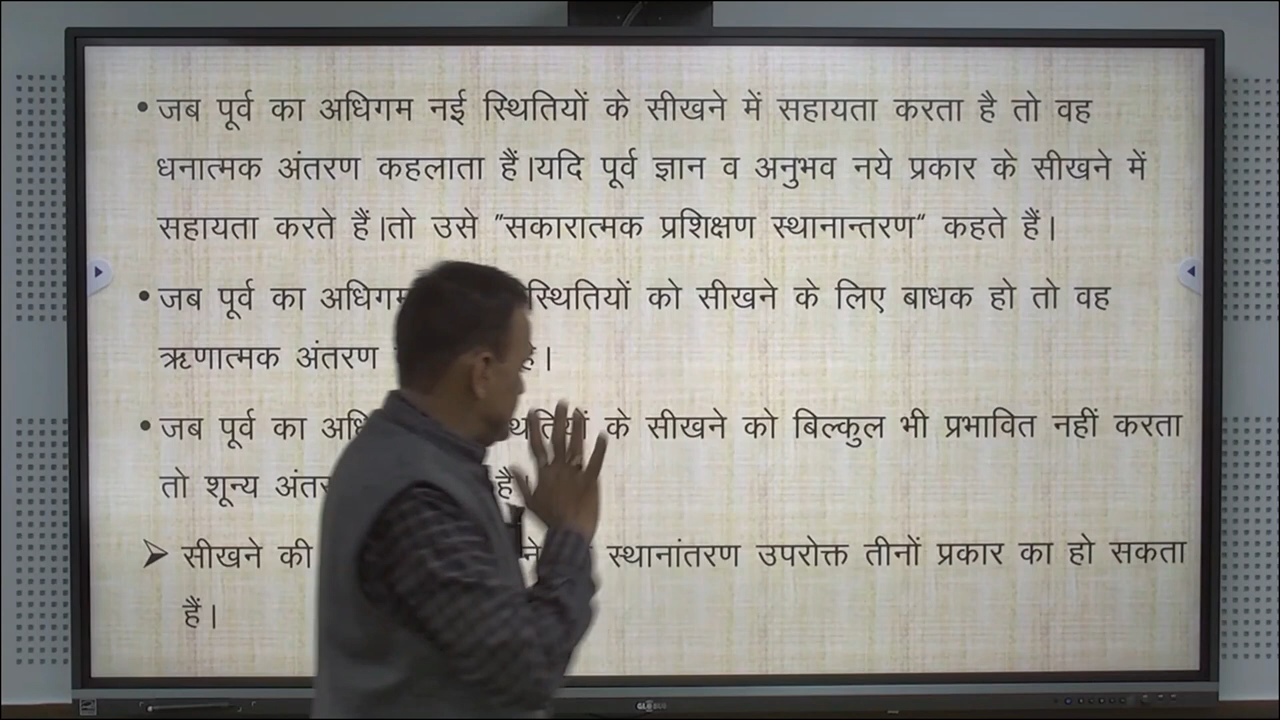 • जब पूर्व का अधिगम नई स्थितियों के सीखने में सहायता करता है तो वह
धनात्मक अंतरण कहलाता हैं।यदि पूर्व ज्ञान व अनुभव नये प्रकार के सीखने में
सहायता करते हैं।तो उसे "सकारात्मक प्रशिक्षण स्थानान्तरण" कहते हैं।
• जब पूर्व का अधिगम स्थितियों को सीखने के लिए बाधक हो तो वह
ऋणात्मक अंतरण है।
• जब पूर्व का के सीखने को बिल्कुल भी प्रभावित नहीं करता
तो शून्य है।
➢ सीखने की स्थानांतरण उपरोक्त तीनों प्रकार का हो सकता
हैं।